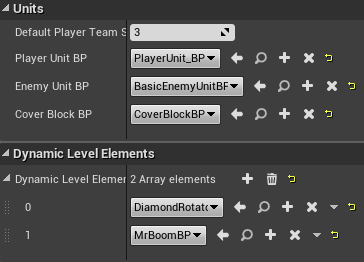 Units
Default Player Team S
3
Player Unit BP
PlayerUnit_BP
Enemy Unit BP
BasicEnemyUnitBP
Cover Block BP
CoverBlockBP
Dynamic Level Elements
Dynamic Level Elemen
2 Array elements
0
DiamondRotato
1
MrBoomBP